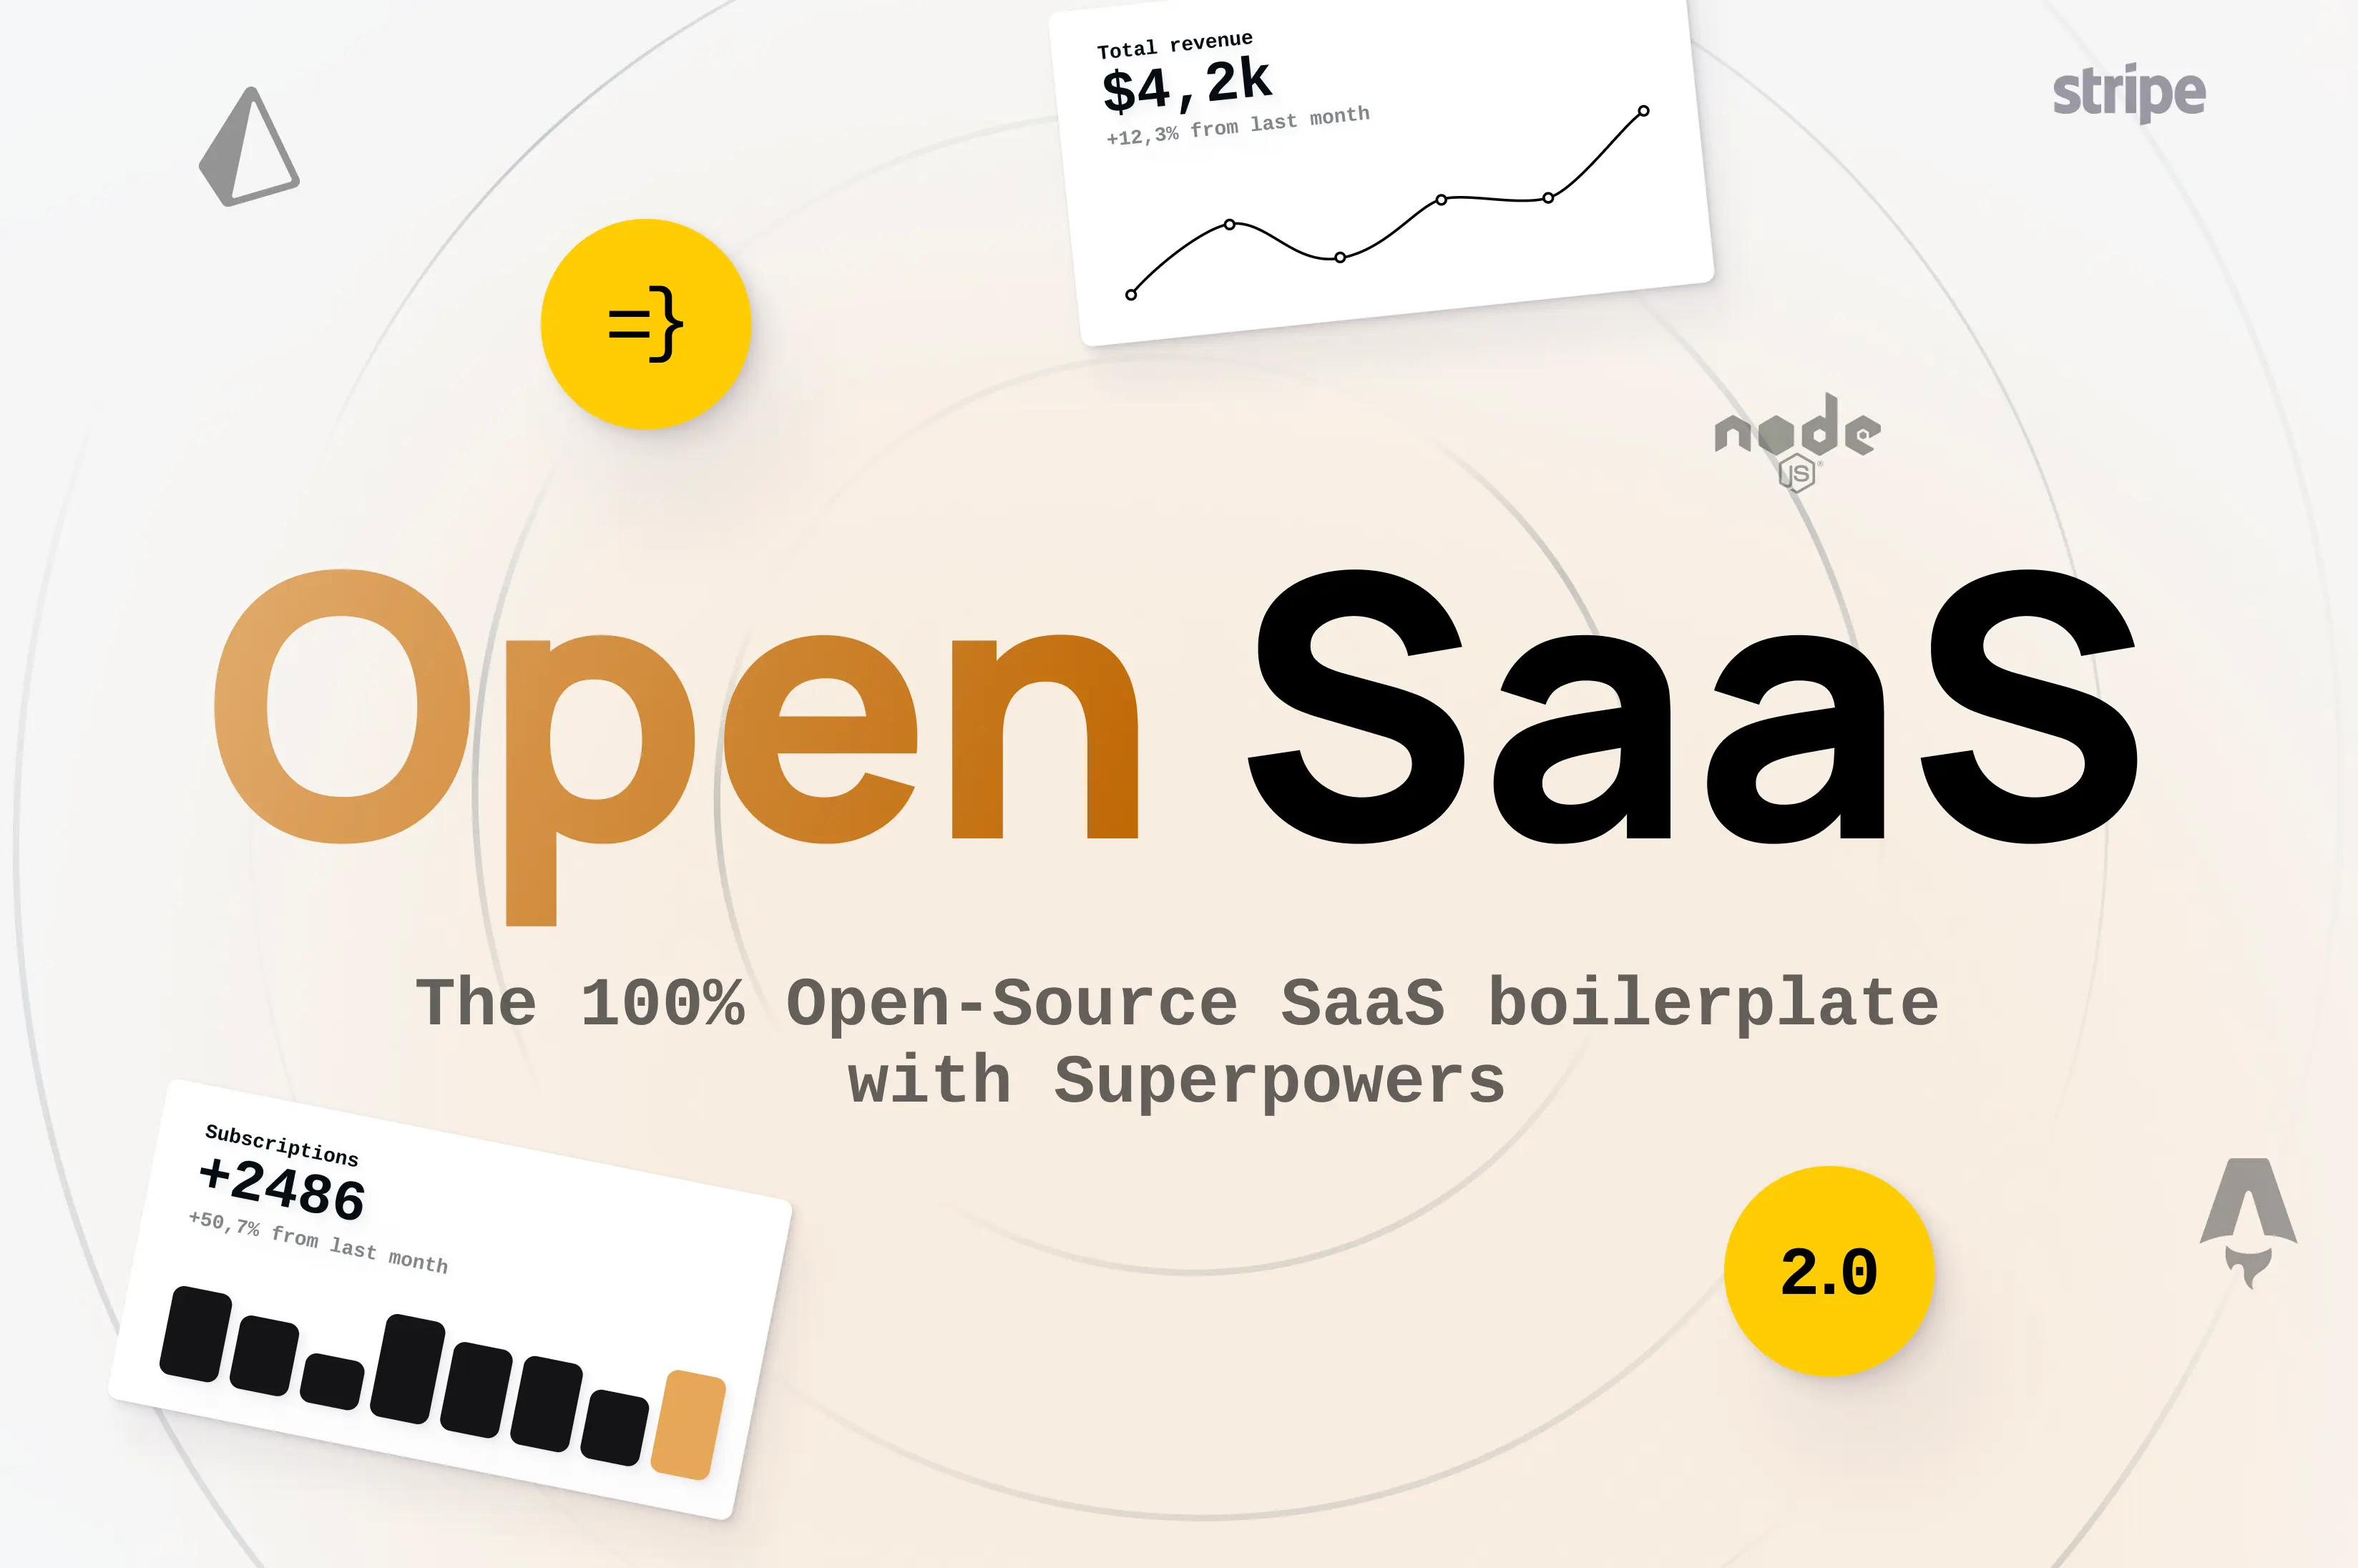 Total revenue
$4,2k
+12,3% from last month
stripe
=}
node
JS
Open SaaS
The 100% Open-Source SaaS boilerplate
with Superpowers
Subscriptions
+2486
+50,7% from last month
2.0